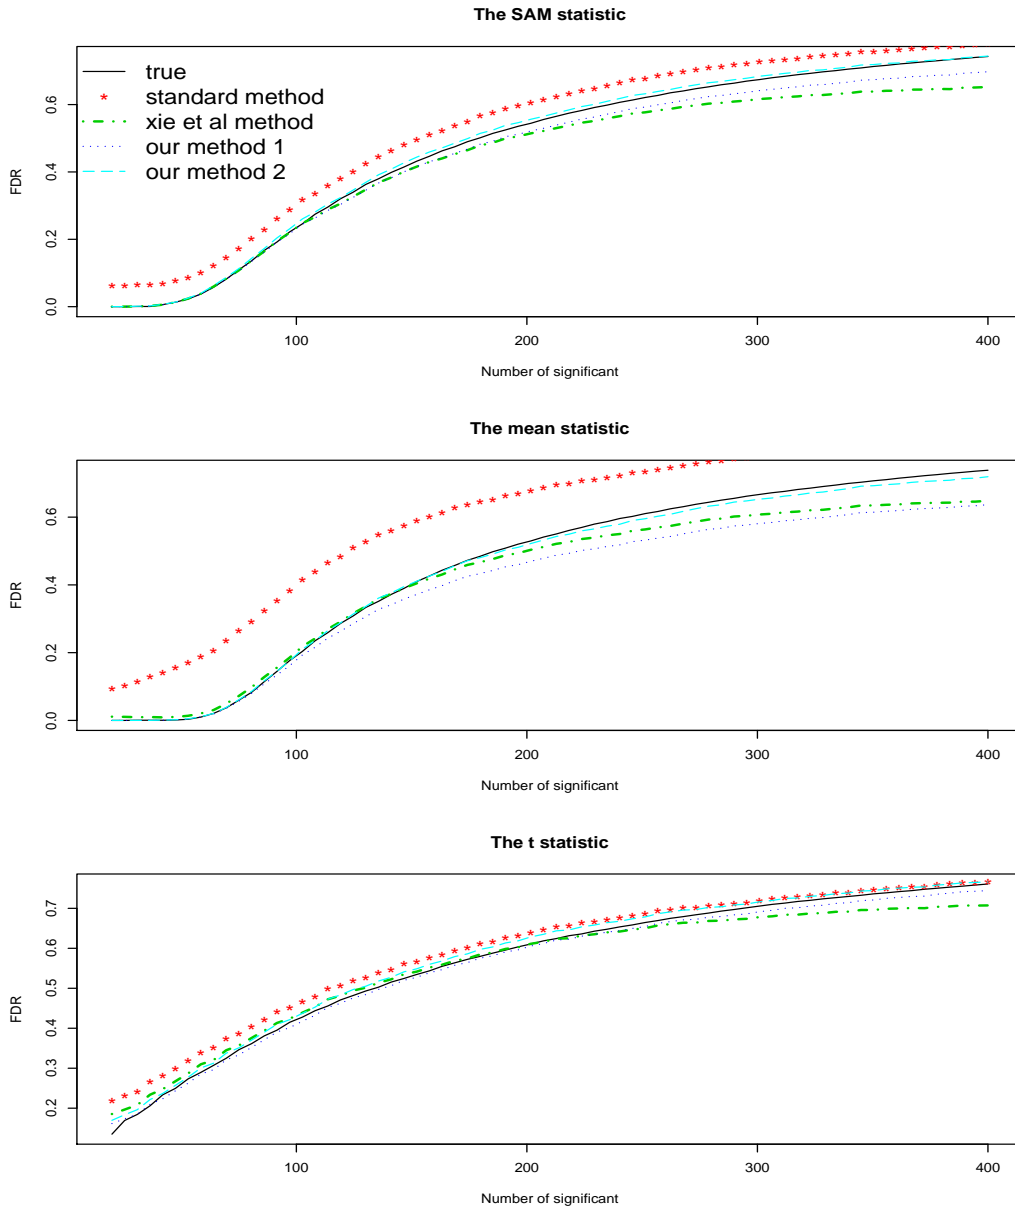 The SAM statistic
true
standard method
xie et al method
our method 1
our method 2
FDR
0.6
0.4
0.2
0.0
100 200 300 400
Number of significant
The mean statistic
FDR
0.6
0.4
0.2
0.0
100 200 300 400
Number of significant
The t statistic
FDR
0.7
0.6
0.5
0.4
0.3
0.2
100 200 300 400
Number of significant